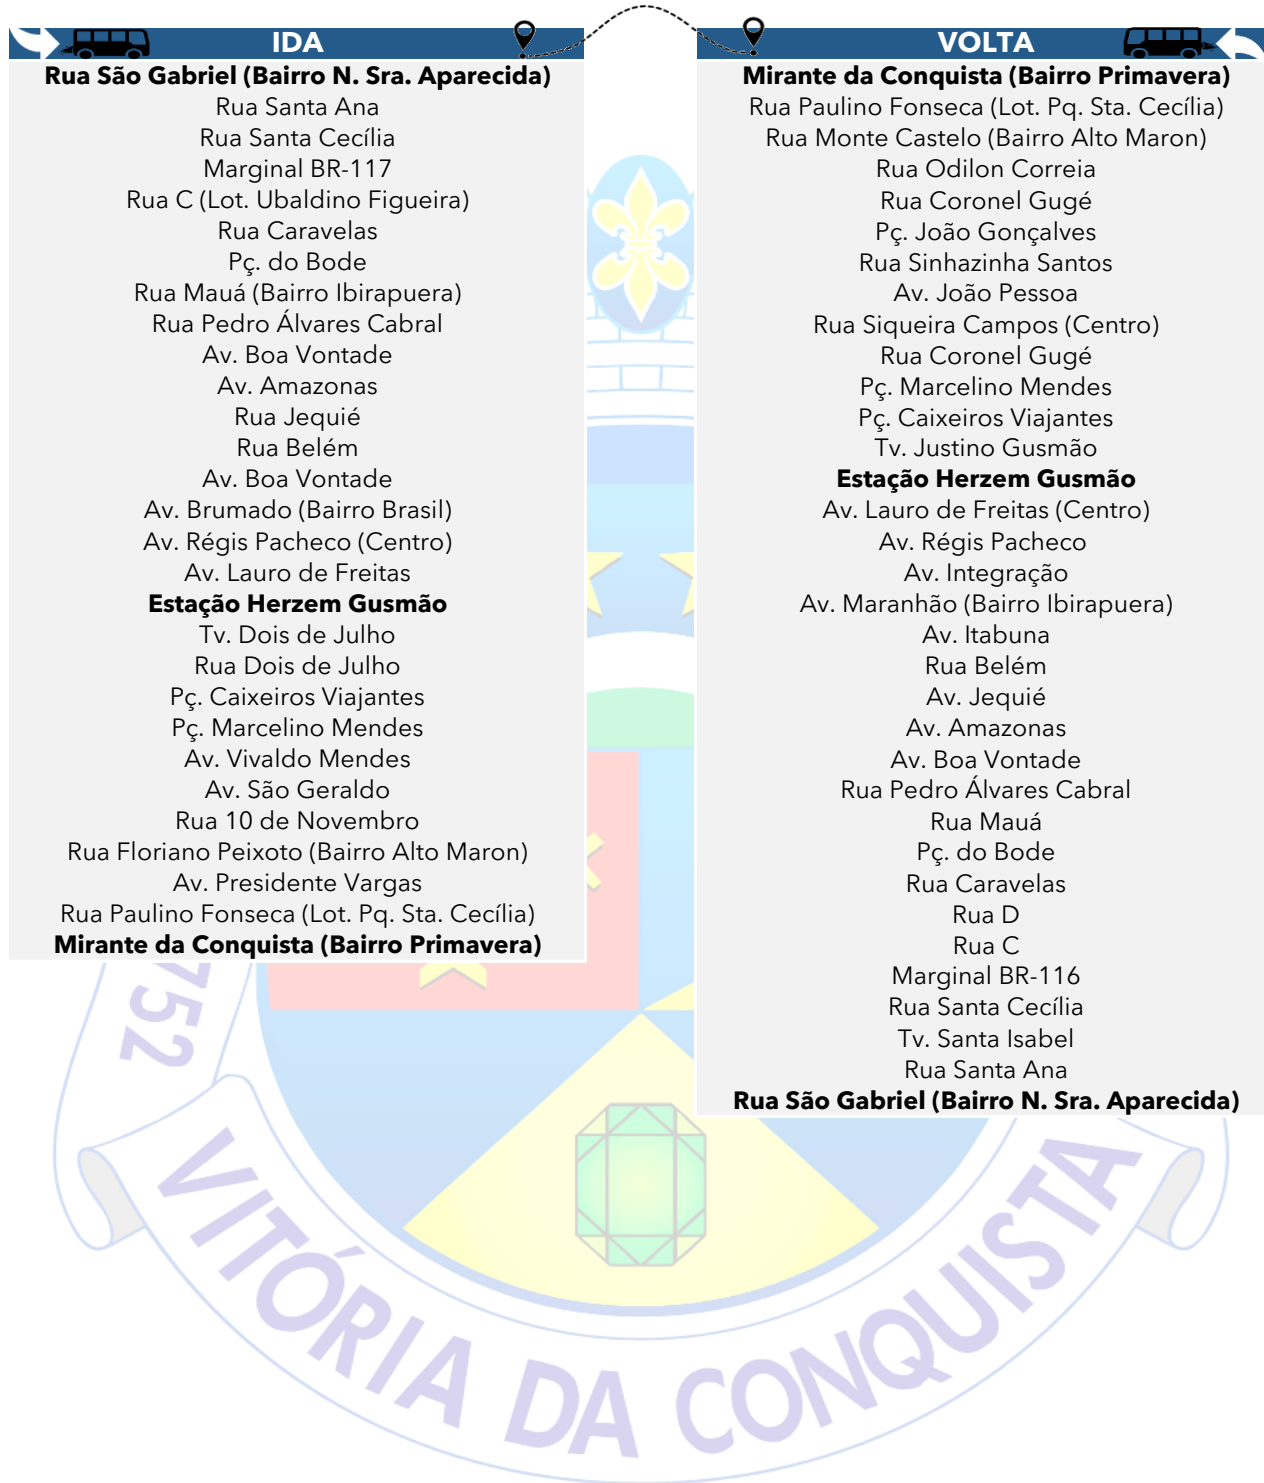 IDA
Rua São Gabriel (Bairro N. Sra. Aparecida)
Rua Santa Ana
Rua Santa Cecília
Marginal BR-117
Rua C (Lot. Ubaldino Figueira)
Rua Caravelas
Pç. do Bode
Rua Mauá (Bairro Ibirapuera)
Rua Pedro Álvares Cabral
Av. Boa Vontade
Av. Amazonas
Rua Jequié
Rua Belém
Av. Boa Vontade
Av. Brumado (Bairro Brasil)
Av. Régis Pacheco (Centro)
Av. Lauro de Freitas
Estação Herzem Gusmão
Tv. Dois de Julho
Rua Dois de Julho
Pç. Caixeiros Viajantes
Pç. Marcelino Mendes
Av. Vivaldo Mendes
Av. São Geraldo
Rua 10 de Novembro
Rua Floriano Peixoto (Bairro Alto Maron)
Av. Presidente Vargas
Rua Paulino Fonseca (Lot. Pq. Sta. Cecília)
Mirante da Conquista (Bairro Primavera)
VOLTA
Mirante da Conquista (Bairro Primavera)
Rua Paulino Fonseca (Lot. Pq. Sta. Cecília)
Rua Monte Castelo (Bairro Alto Maron)
Rua Odilon Correia
Rua Coronel Gugé
Pç. João Gonçalves
Rua Sinhazinha Santos
Av. João Pessoa
Rua Siqueira Campos (Centro)
Rua Coronel Gugé
Pç. Marcelino Mendes
Pç. Caixeiros Viajantes
Tv. Justino Gusmão
Estação Herzem Gusmão
Av. Lauro de Freitas (Centro)
Av. Régis Pacheco
Av. Integração
Av. Maranhão (Bairro Ibirapuera)
Av. Itabuna
Rua Belém
Av. Jequié
Av. Amazonas
Av. Boa Vontade
Rua Pedro Álvares Cabral
Rua Mauá
Pç. do Bode
Rua Caravelas
Rua D
Rua C
Marginal BR-116
Rua Santa Cecília
Tv. Santa Isabel
Rua Santa Ana
Rua São Gabriel (Bairro N. Sra. Aparecida)
752
VITÓRIA DA CONQUISTA